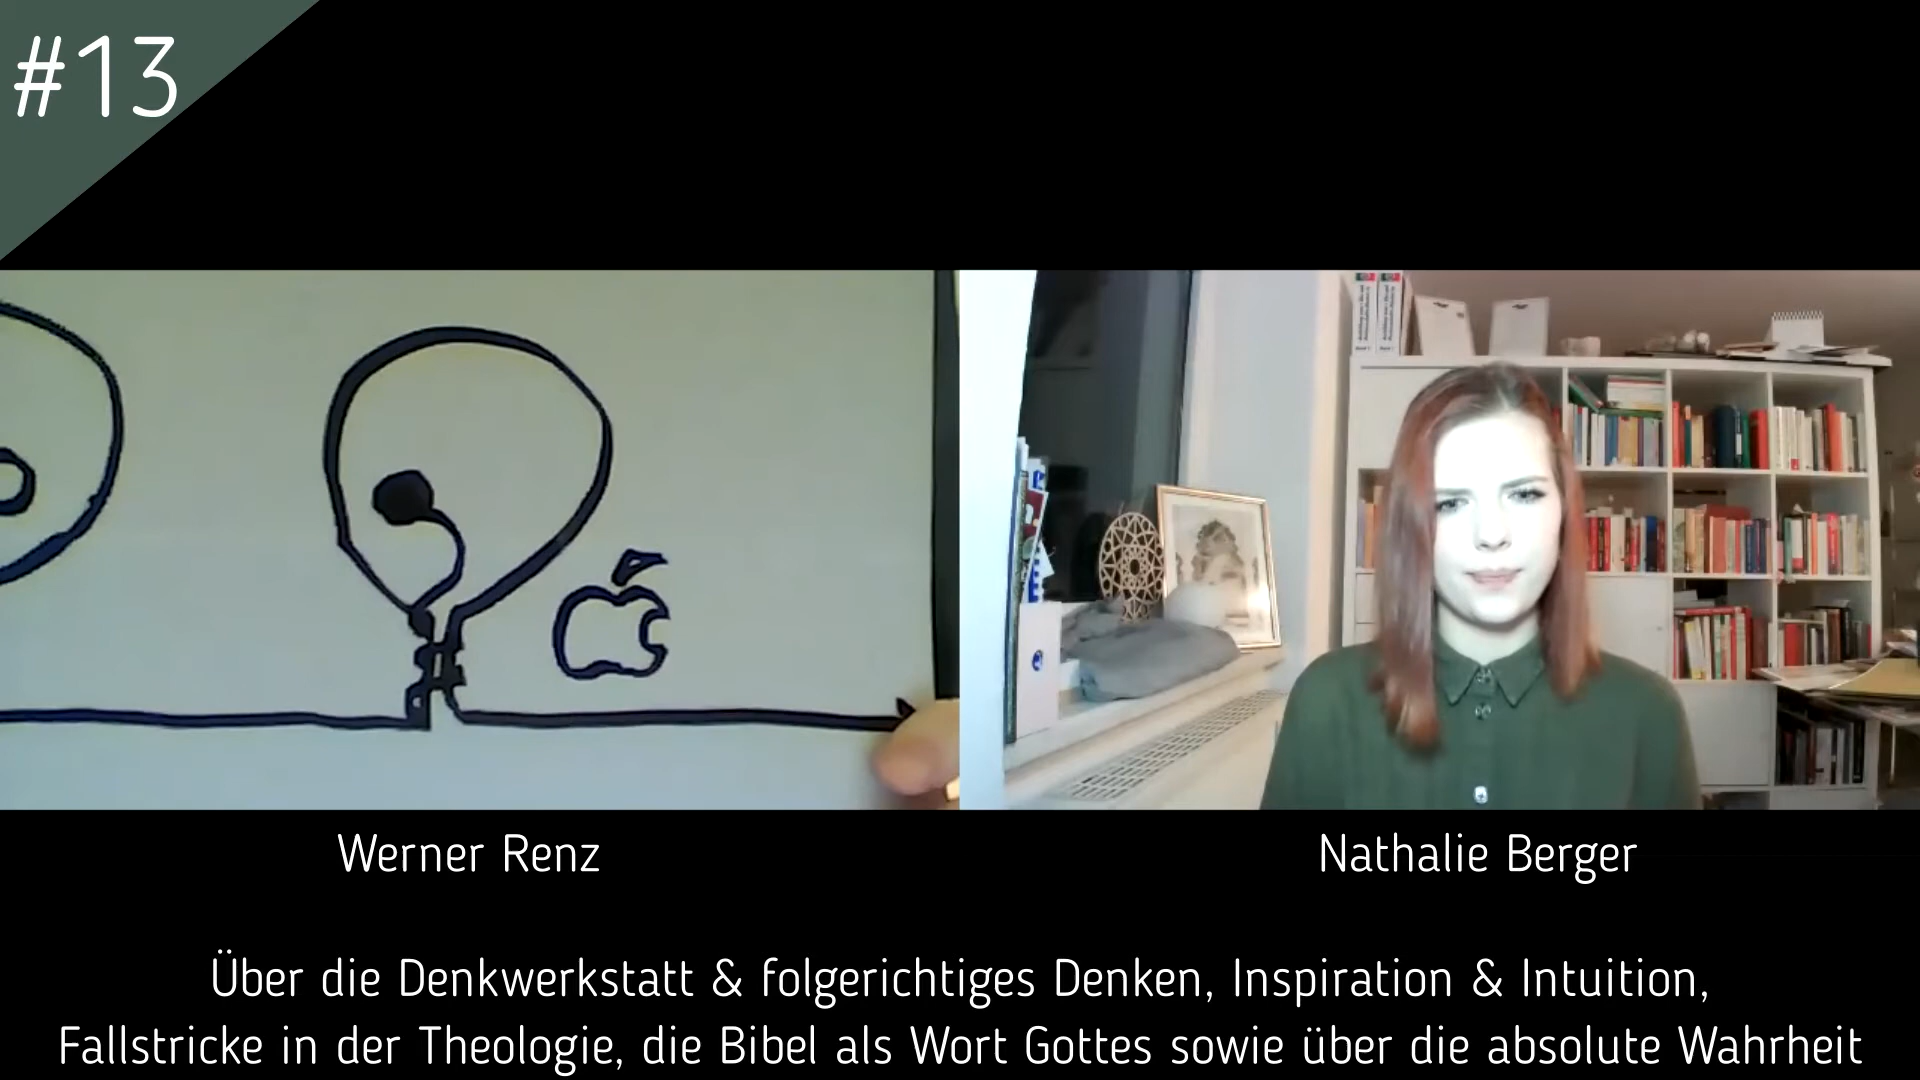 #13
Werner Renz
Nathalie Berger
Über die Denkwerkstatt & folgerichtiges Denken, Inspiration & Intuition,
Fallstricke in der Theologie, die Bibel als Wort Gottes sowie über die absolute Wahrheit